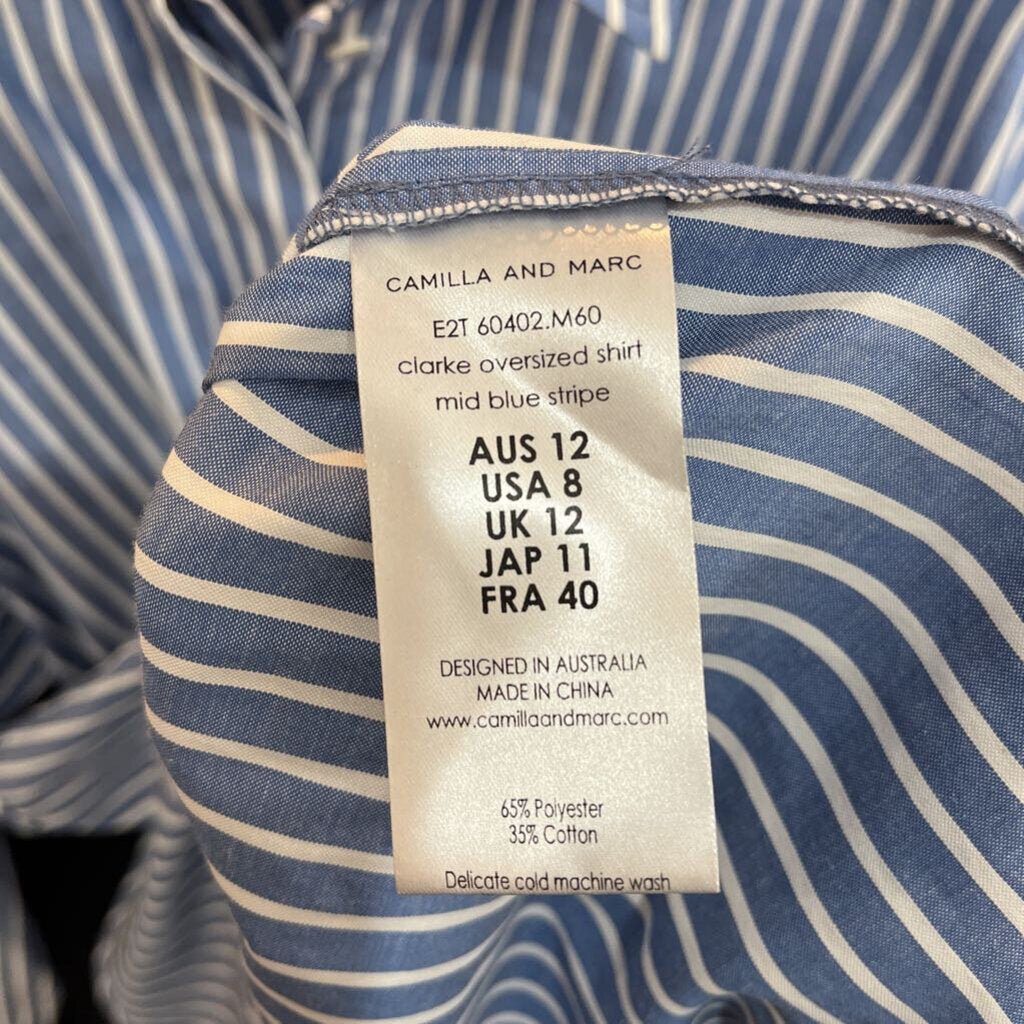 CAMILLA AND MARC
E2T 60402.M60
clarke oversized shirt
mid blue stripe
AUS 12
USA 8
UK 12
JAP 11
FRA 40
DESIGNED IN AUSTRALIA
MADE IN CHINA
www.camillaandmarc.com
65% Polyester
35% Cotton
Delicate cold machine wash